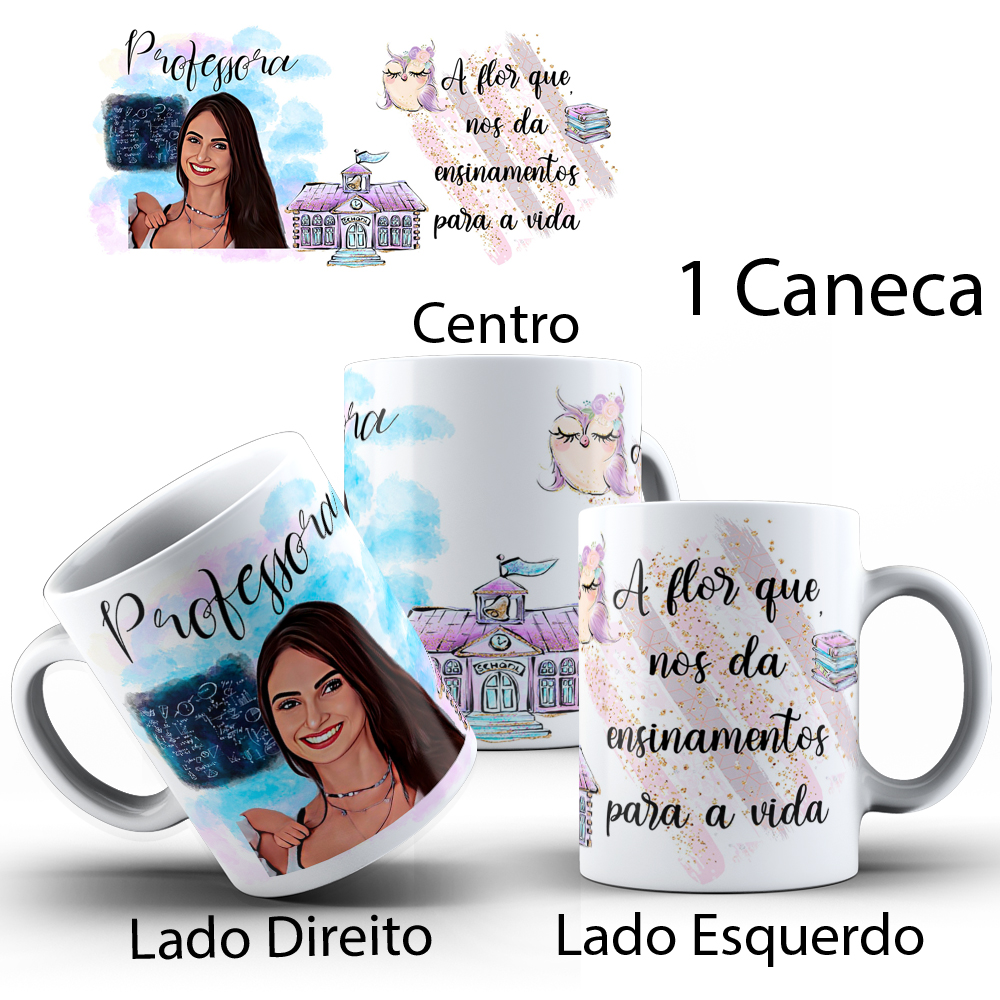 Professora
A flor que,
nos da
ensinamentos
para a vida
1 Caneca
Centro
Professora
A flor que,
nos da
ensinamentos
para a vida
Lado Direito
Lado Esquerdo